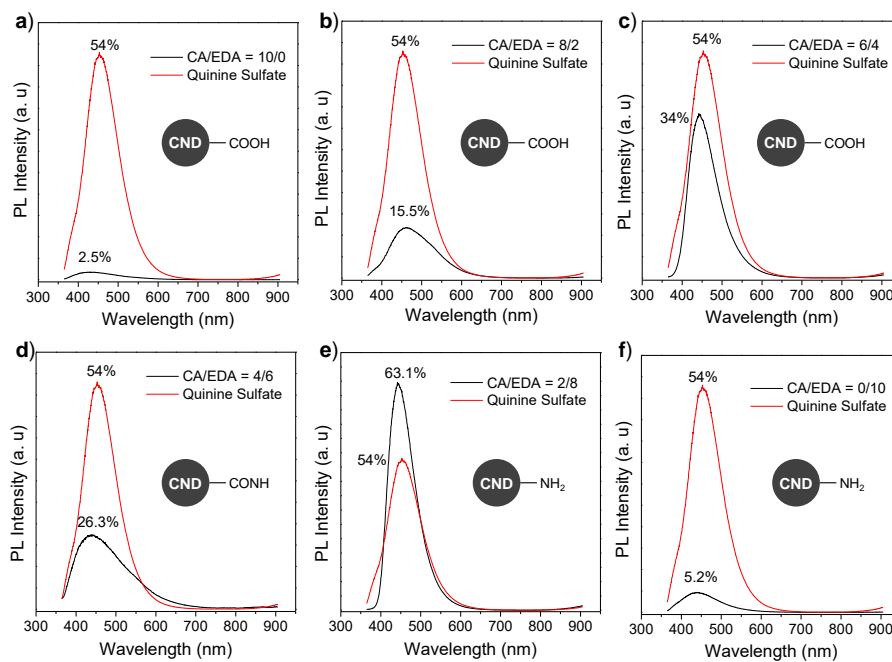 a)
54%
CA/EDA = 10/0
Quinine Sulfate
CND
COOH
2.5%
PL Intensity (a. u)
300 400 500 600 700 800 900
Wavelength (nm)
b)
54%
CA/EDA = 8/2
Quinine Sulfate
CND
COOH
15.5%
PL Intensity (a. u)
300 400 500 600 700 800 900
Wavelength (nm)
c)
54%
CA/EDA = 6/4
Quinine Sulfate
34%
CND
COOH
PL Intensity (a. u)
300 400 500 600 700 800 900
Wavelength (nm)
d)
54%
CA/EDA = 4/6
Quinine Sulfate
CND
CONH
26.3%
PL Intensity (a. u)
300 400 500 600 700 800 900
Wavelength (nm)
e)
63.1%
CA/EDA = 2/8
Quinine Sulfate
54%
CND
NH₂
PL Intensity (a. u)
300 400 500 600 700 800 900
Wavelength (nm)
f)
54%
CA/EDA = 0/10
Quinine Sulfate
CND
NH₂
5.2%
PL Intensity (a. u)
300 400 500 600 700 800 900
Wavelength (nm)